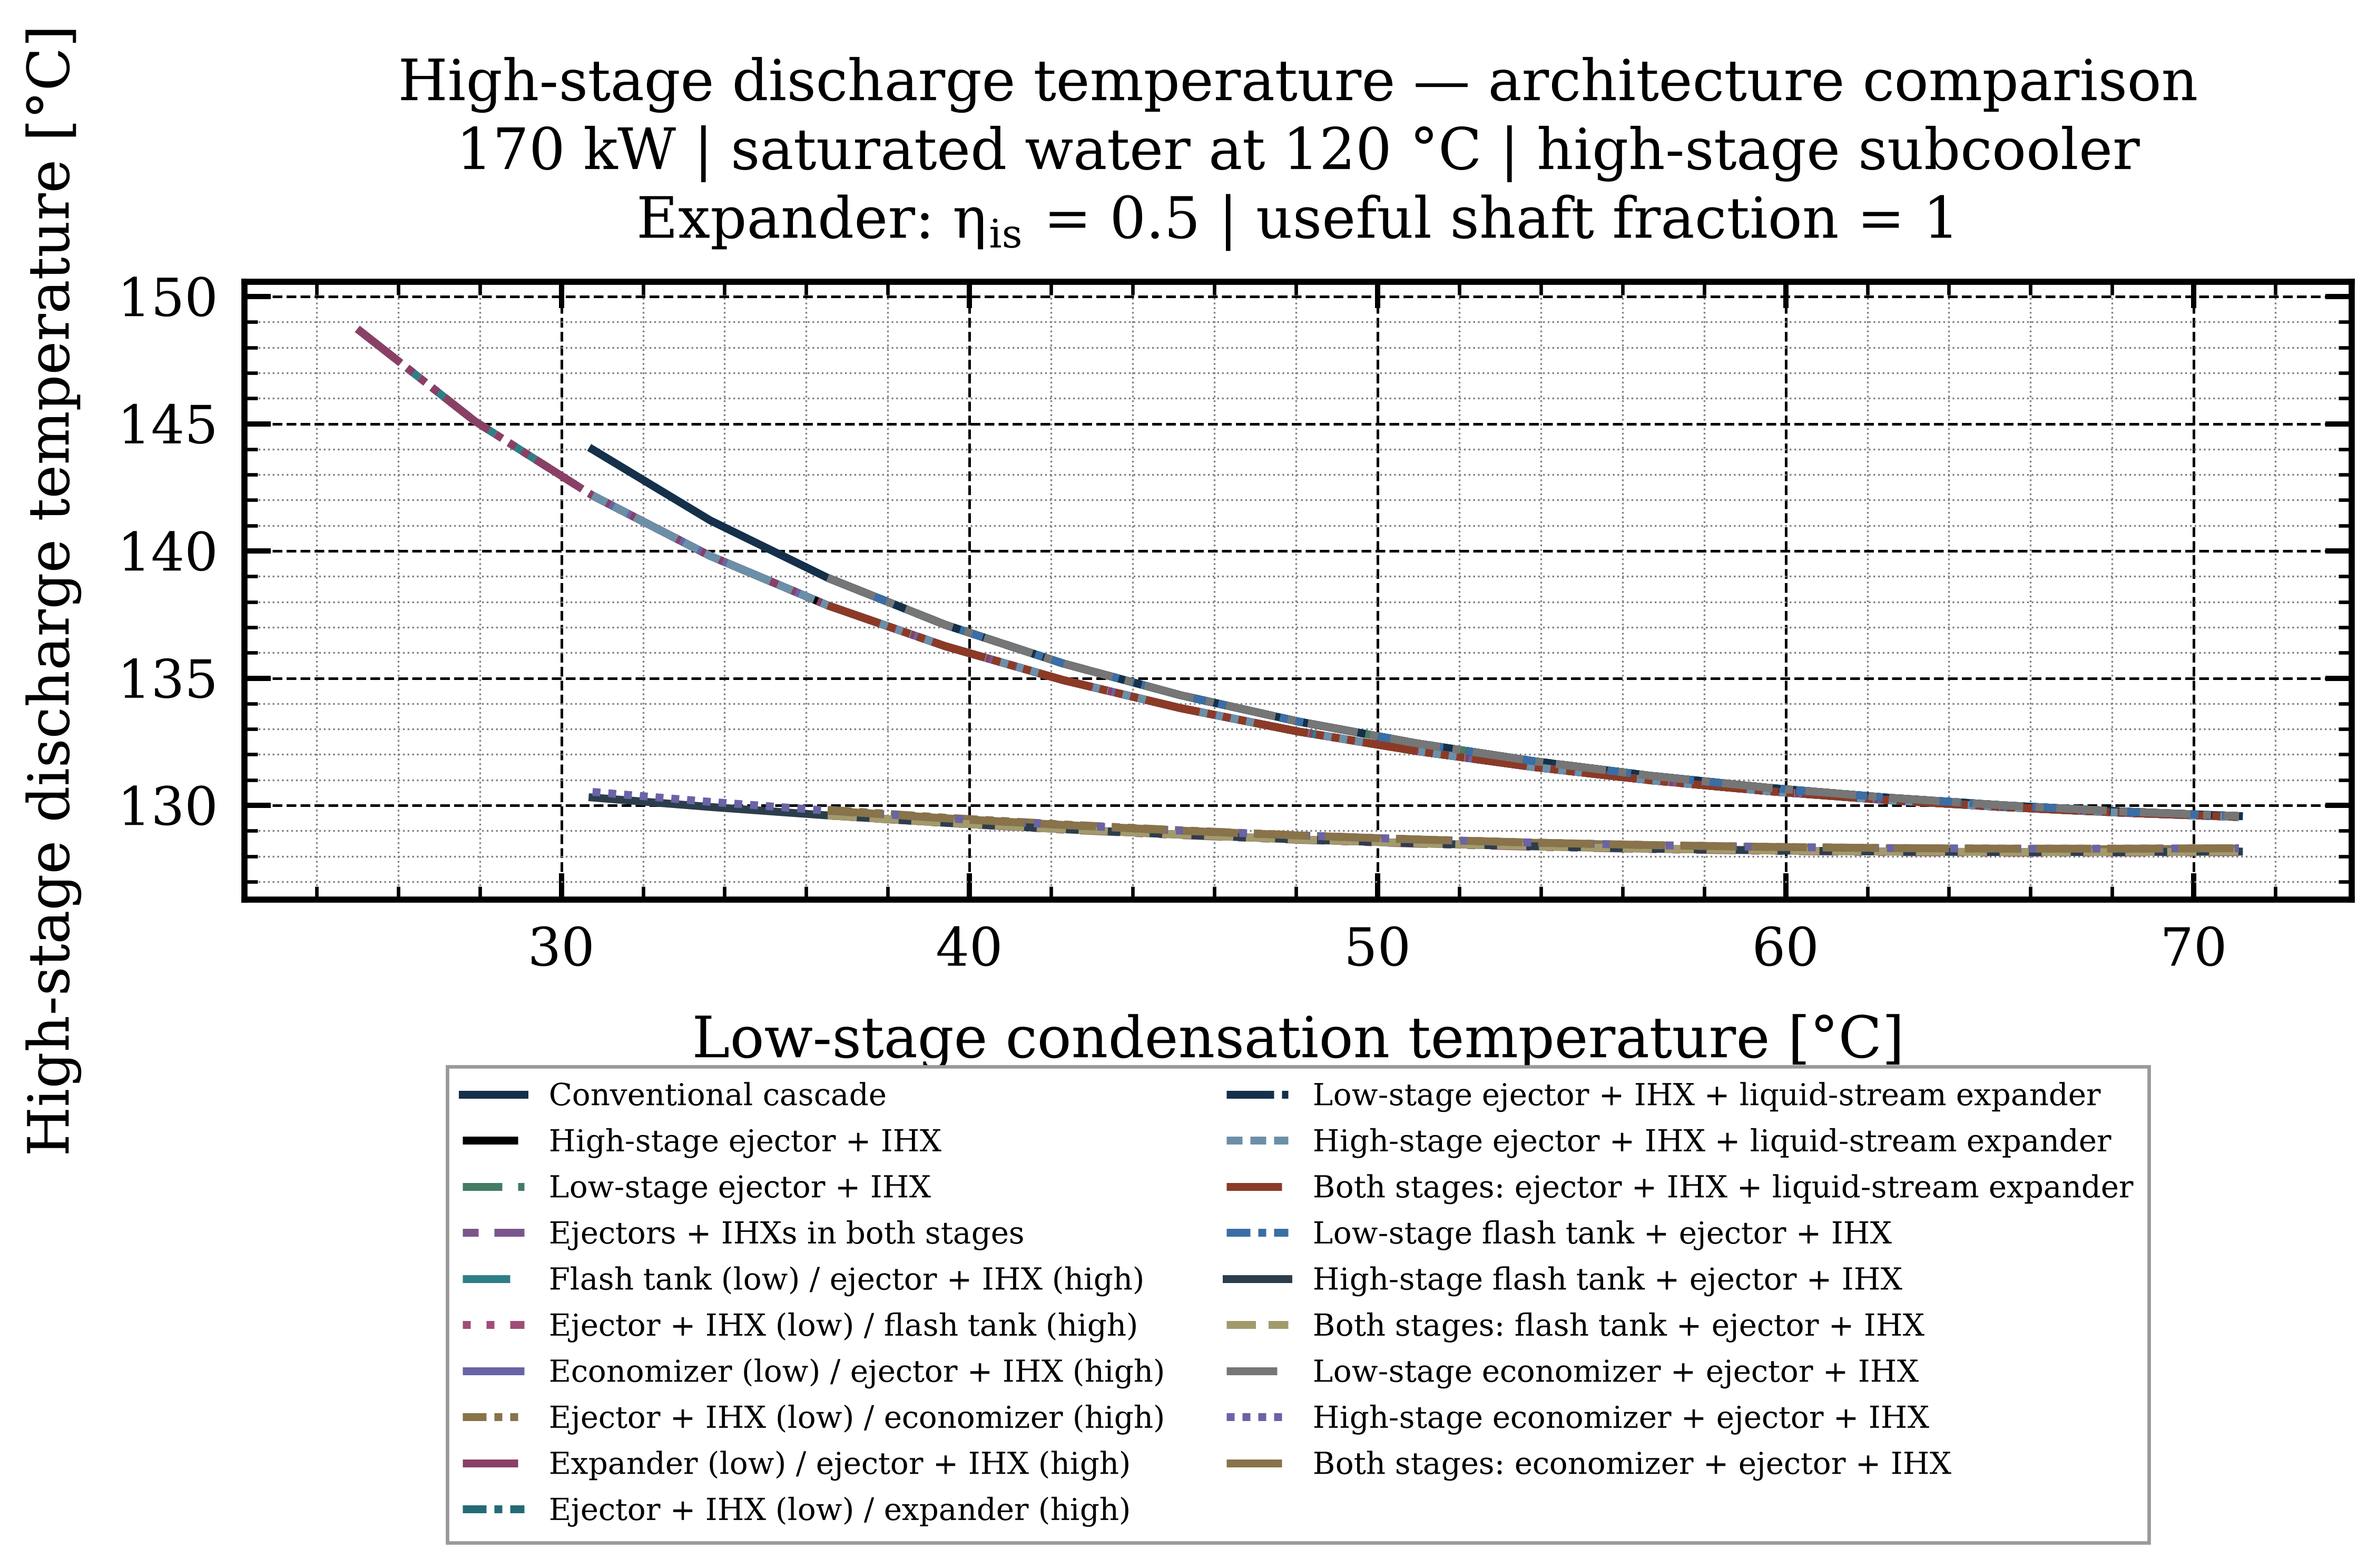 High-stage discharge temperature — architecture comparison
170 kW | saturated water at 120 °C | high-stage subcooler
Expander: ηis = 0.5 | useful shaft fraction = 1
High-stage discharge temperature [°C]
150
145
140
135
130
30 40 50 60 70
Low-stage condensation temperature [°C]
Conventional cascade
High-stage ejector + IHX
Low-stage ejector + IHX
Ejectors + IHXs in both stages
Flash tank (low) / ejector + IHX (high)
Ejector + IHX (low) / flash tank (high)
Economizer (low) / ejector + IHX (high)
Ejector + IHX (low) / economizer (high)
Expander (low) / ejector + IHX (high)
Ejector + IHX (low) / expander (high)
Low-stage ejector + IHX + liquid-stream expander
High-stage ejector + IHX + liquid-stream expander
Both stages: ejector + IHX + liquid-stream expander
Low-stage flash tank + ejector + IHX
High-stage flash tank + ejector + IHX
Both stages: flash tank + ejector + IHX
Low-stage economizer + ejector + IHX
High-stage economizer + ejector + IHX
Both stages: economizer + ejector + IHX